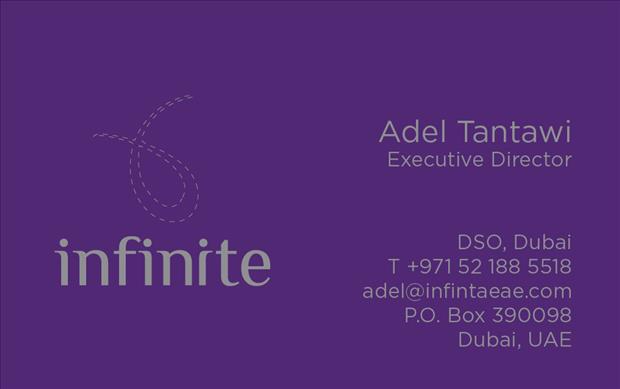 infinite
Adel Tantawi
Executive Director
DSO, Dubai
T +971 52 188 5518
adel@infintaeae.com
P.O. Box 390098
Dubai, UAE